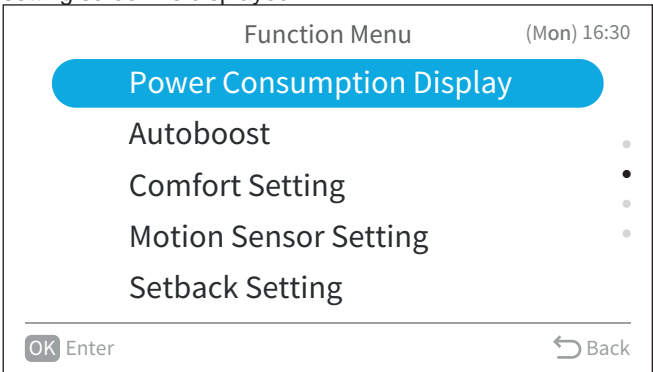 Function Menu (Mon) 16:30
Power Consumption Display
Autoboost
Comfort Setting
Motion Sensor Setting
Setback Setting
OK Enter Back